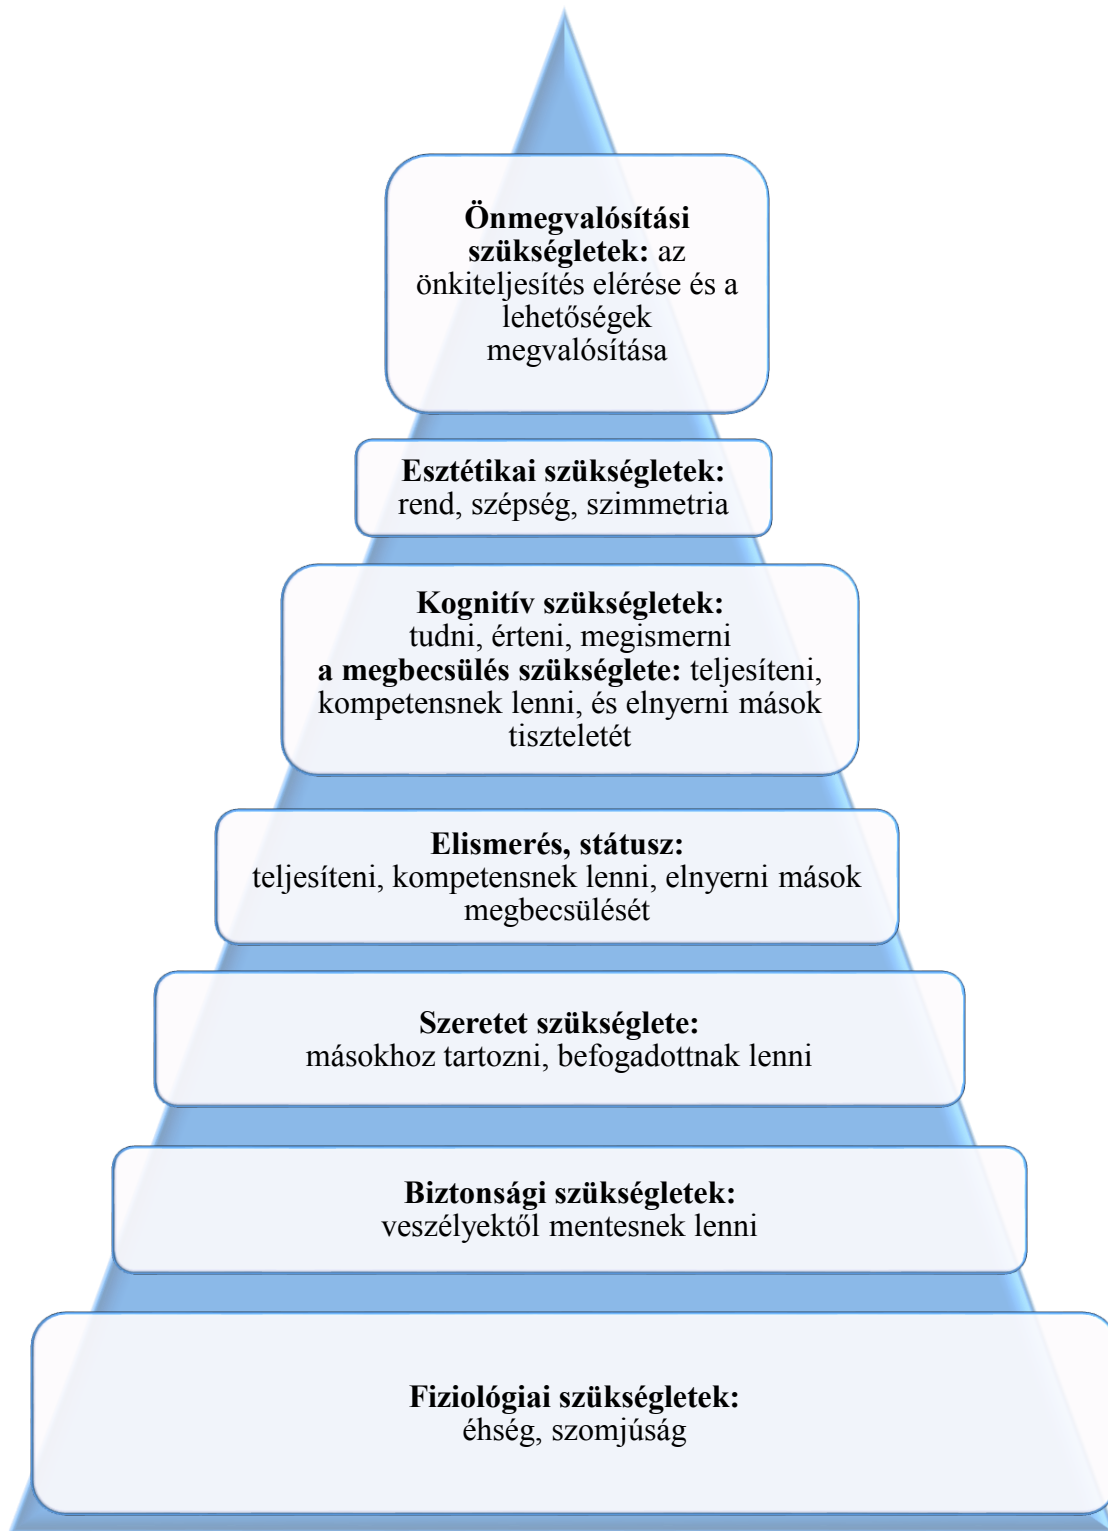 Önmegvalósítási
szükségletek: az
önkiteljesítés elérése és a
lehetőségek
megvalósítása
Esztétikai szükségletek:
rend, szépség, szimmetria
Kognitív szükségletek:
tudni, érteni, megismerni
a megbecsülés szükséglete: teljesíteni,
kompetensnek lenni, és elnyerni mások
tiszteletét
Elismerés, státusz:
teljesíteni, kompetensnek lenni, elnyerni mások
megbecsülését
Szeretet szükséglete:
másokhoz tartozni, befogadottnak lenni
Biztonsági szükségletek:
veszélyektől mentesnek lenni
Fiziológiai szükségletek:
éhség, szomjúság